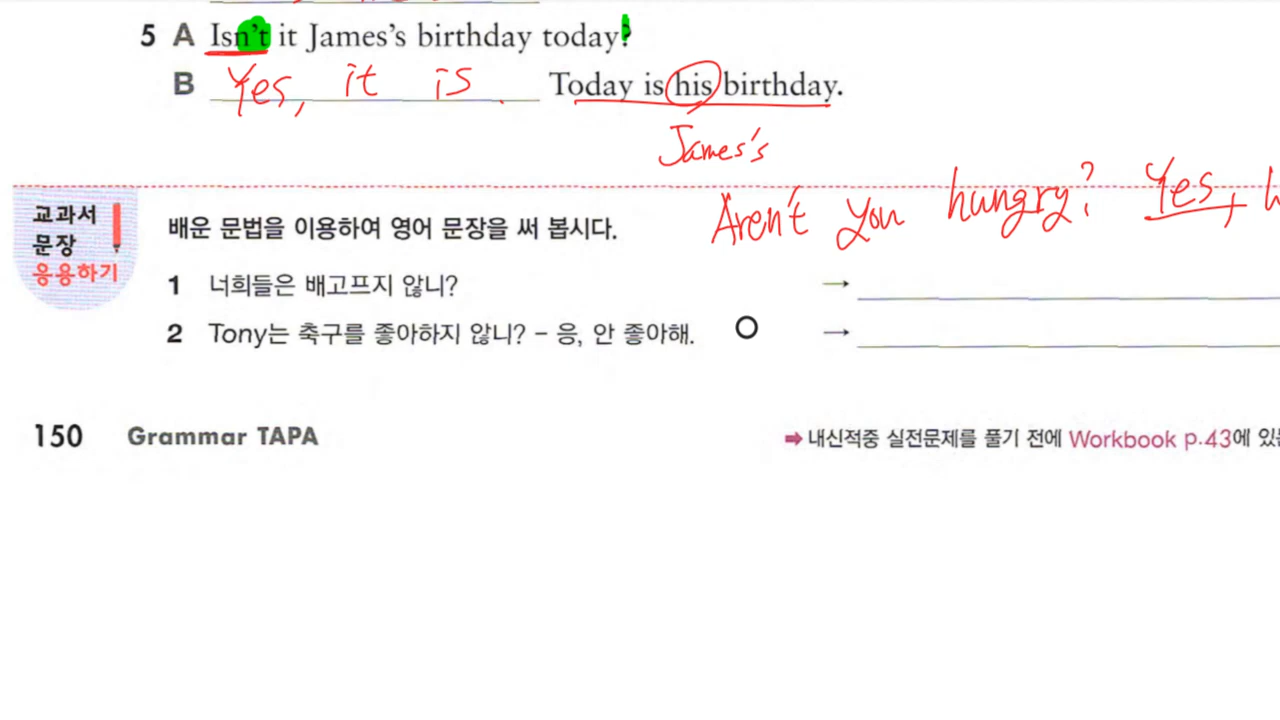 5 A Isn't it James's birthday today?
B Yes, it is. Today is his birthday.
James's
Aren't you hungry? Yes,
교과서
문장
응용하기
배운 문법을 이용하여 영어 문장을 써 봅시다.
1 너희들은 배고프지 않니? →
2 Tony는 축구를 좋아하지 않니? – 응, 안 좋아해. →
150 Grammar TAPA
➡ 내신적중 실전문제를 풀기 전에 Workbook p.43에